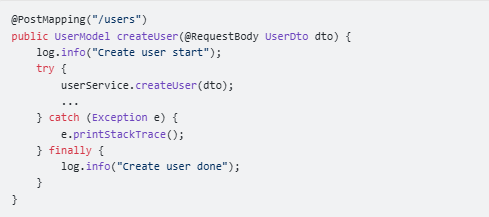 @PostMapping("/users")
public UserModel createUser(@RequestBody UserDto dto) {
    log.info("Create user start");
    try {
        userService.createUser(dto);
        ...
    } catch (Exception e) {
        e.printStackTrace();
    } finally {
        log.info("Create user done");
    }
}